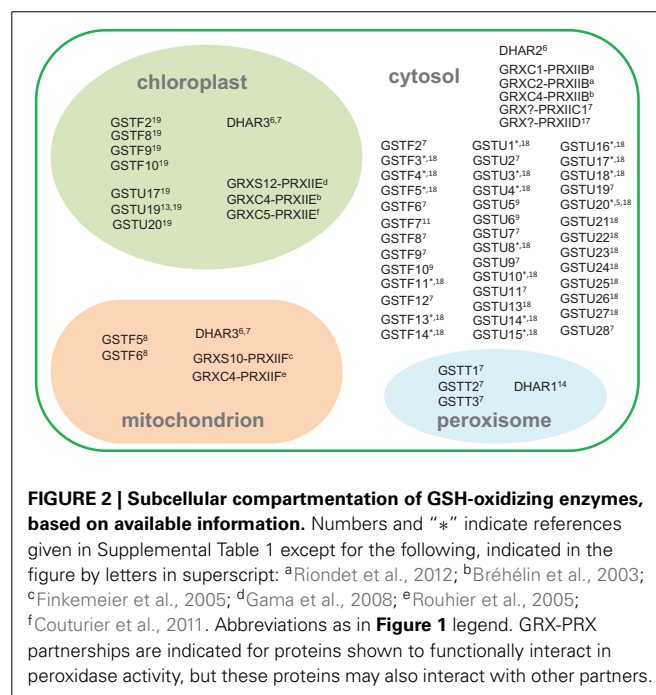 chloroplast
GSTF2¹⁹
GSTF8¹⁹
GSTF9¹⁹
GSTF10¹⁹
GSTU17¹⁹
GSTU19¹³,¹⁹
GSTU20¹⁹
DHAR3⁶,⁷
GRXS12-PRXIIEᵈ
GRXC4-PRXIIEᵇ
GRXC5-PRXIIEᶠ
cytosol
DHAR2⁶
GRXC1-PRXIIBᵃ
GRXC2-PRXIIBᵃ
GRXC4-PRXIIBᵇ
GRX?-PRXIIC1⁷
GRX?-PRXIID¹⁷
GSTF2⁷
GSTF3*,¹⁸
GSTF4*,¹⁸
GSTF5*,¹⁸
GSTF6⁷
GSTF7¹¹
GSTF8⁷
GSTF9⁷
GSTF10⁹
GSTF11*,¹⁸
GSTF12⁷
GSTF13*,¹⁸
GSTF14*,¹⁸
GSTU1*,¹⁸
GSTU2⁷
GSTU3*,¹⁸
GSTU4*,¹⁸
GSTU5⁹
GSTU6⁹
GSTU7⁷
GSTU8*,¹⁸
GSTU9⁷
GSTU10*,¹⁸
GSTU11⁷
GSTU13¹⁸
GSTU14*,¹⁸
GSTU15*,¹⁸
GSTU16*,¹⁸
GSTU17*,¹⁸
GSTU18*,¹⁸
GSTU19⁷
GSTU20*,⁵,¹⁸
GSTU21¹⁸
GSTU22¹⁸
GSTU23¹⁸
GSTU24¹⁸
GSTU25¹⁸
GSTU26¹⁸
GSTU27¹⁸
GSTU28⁷
GSTF5⁸
GSTF6⁸
DHAR3⁶,⁷
GRXS10-PRXIIFᶜ
GRXC4-PRXIIFᵉ
mitochondrion
GSTT1⁷
GSTT2⁷
GSTT3⁷
DHAR1¹⁴
peroxisome
FIGURE 2 | Subcellular compartmentation of GSH-oxidizing enzymes,
based on available information. Numbers and "*" indicate references
given in Supplemental Table 1 except for the following, indicated in the
figure by letters in superscript: ᵃRiondet et al., 2012; ᵇBréhélin et al., 2003;
ᶜFinkemeier et al., 2005; ᵈGama et al., 2008; ᵉRouhier et al., 2005;
ᶠCouturier et al., 2011. Abbreviations as in Figure 1 legend. GRX-PRX
partnerships are indicated for proteins shown to functionally interact in
peroxidase activity, but these proteins may also interact with other partners.